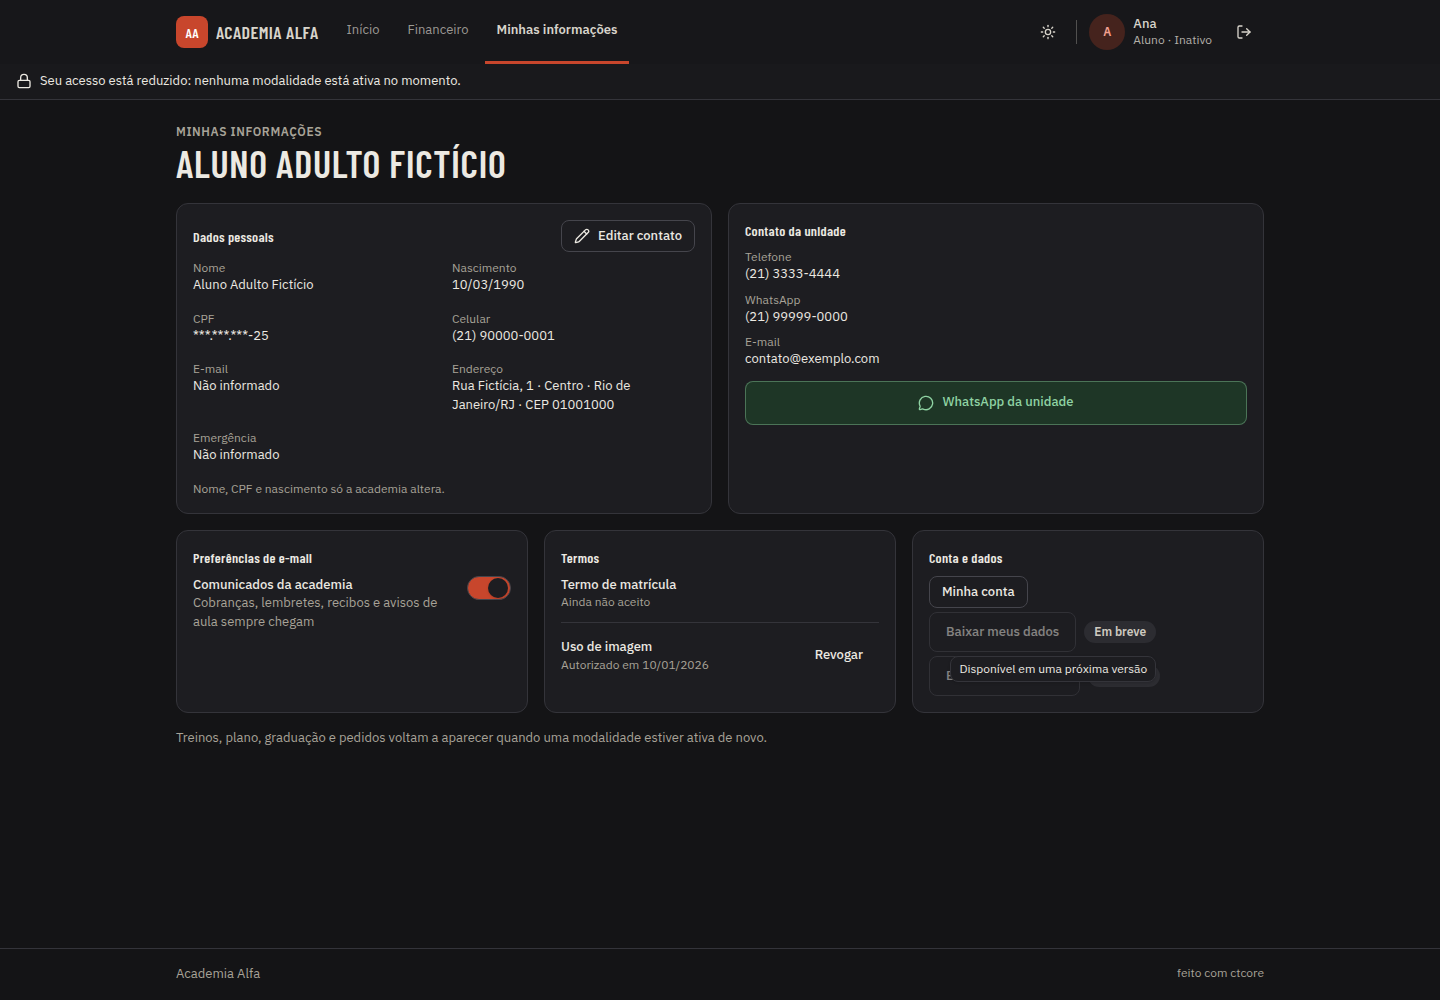 AA ACADEMIA ALFA Início Financeiro Minhas informações
A
Ana
Aluno · Inativo
Seu acesso está reduzido: nenhuma modalidade está ativa no momento.
MINHAS INFORMAÇÕES
ALUNO ADULTO FICTÍCIO
Dados pessoais
Editar contato
Nome
Aluno Adulto Fictício
Nascimento
10/03/1990
CPF
***.***.***-25
Celular
(21) 90000-0001
E-mail
Não informado
Endereço
Rua Fictícia, 1 · Centro · Rio de
Janeiro/RJ · CEP 01001000
Emergência
Não informado
Nome, CPF e nascimento só a academia altera.
Contato da unidade
Telefone
(21) 3333-4444
WhatsApp
(21) 99999-0000
E-mail
contato@exemplo.com
WhatsApp da unidade
Preferências de e-mail
Comunicados da academia
Cobranças, lembretes, recibos e avisos de
aula sempre chegam
Termos
Termo de matrícula
Ainda não aceito
Uso de imagem
Autorizado em 10/01/2026
Revogar
Conta e dados
Minha conta
Baixar meus dados Em breve
Disponível em uma próxima versão
Treinos, plano, graduação e pedidos voltam a aparecer quando uma modalidade estiver ativa de novo.
Academia Alfa
feito com ctcore